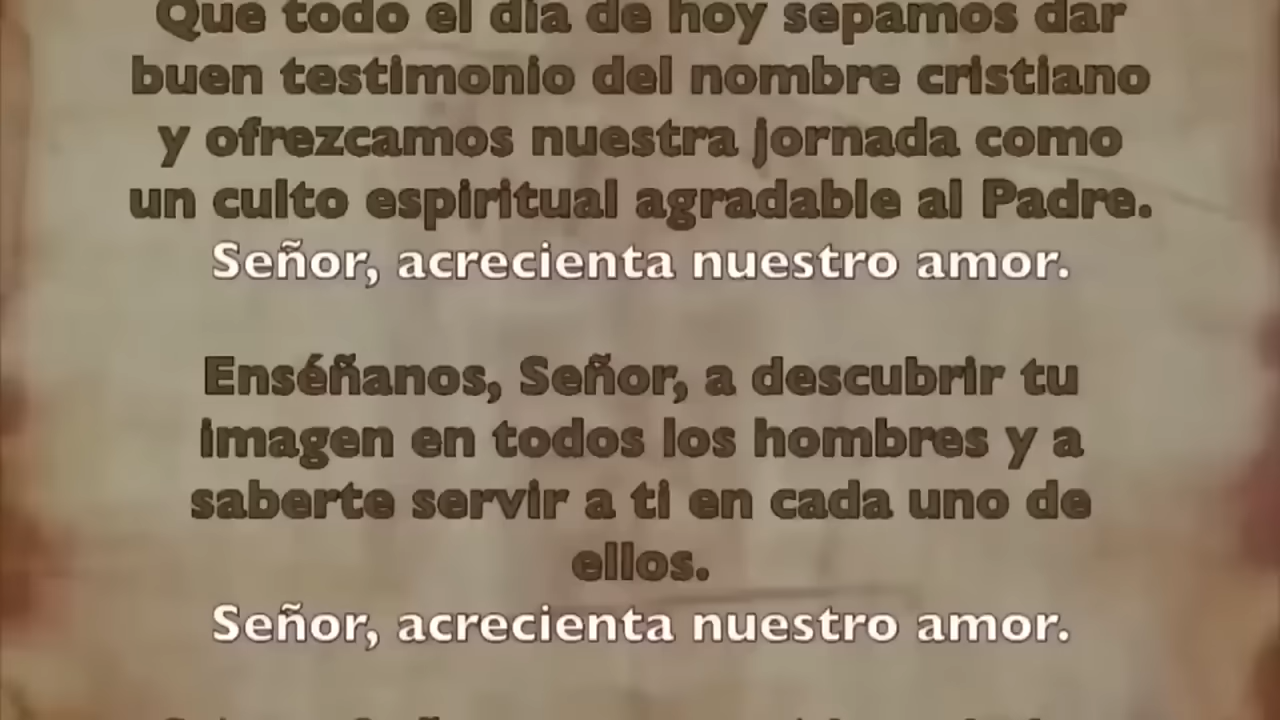 Que todo el día de hoy sepamos dar
buen testimonio del nombre cristiano
y ofrezcamos nuestra jornada como
un culto espiritual agradable al Padre.
Señor, acrecienta nuestro amor.
Enséñanos, Señor, a descubrir tu
imagen en todos los hombres y a
saberte servir a ti en cada uno de
ellos.
Señor, acrecienta nuestro amor.